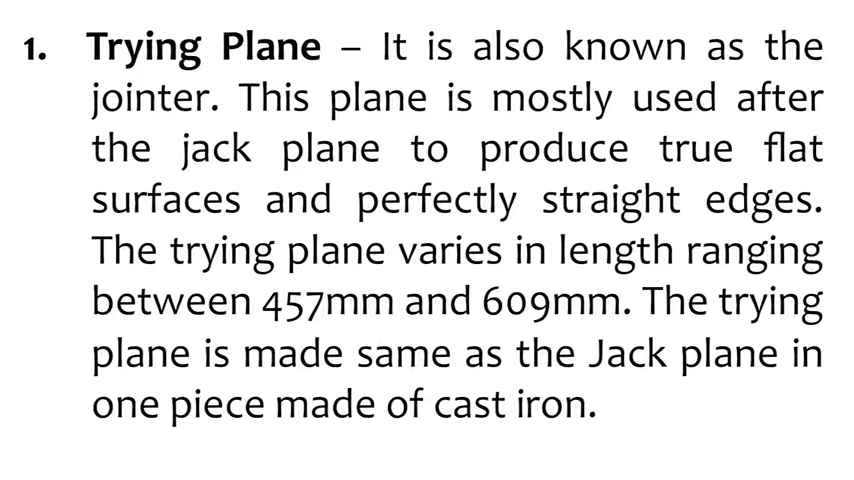 1. Trying Plane – It is also known as the
jointer. This plane is mostly used after
the jack plane to produce true flat
surfaces and perfectly straight edges.
The trying plane varies in length ranging
between 457mm and 609mm. The trying
plane is made same as the Jack plane in
one piece made of cast iron.